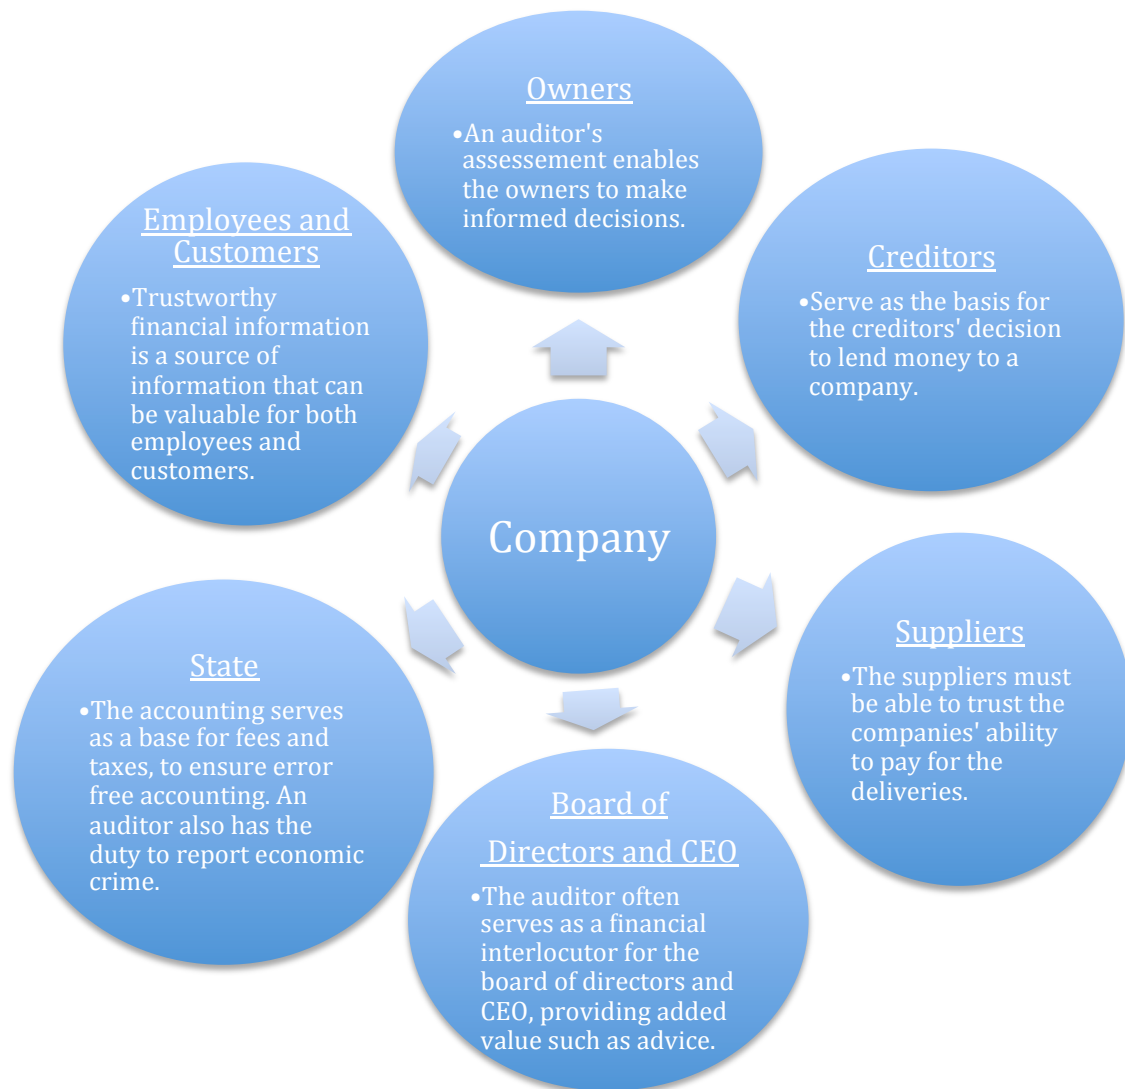 Owners
•An auditor's
assessement enables
the owners to make
informed decisions.
Employees and
Customers
•Trustworthy
financial information
is a source of
information that can
be valuable for both
employees and
customers.
Creditors
•Serve as the basis for
the creditors' decision
to lend money to a
company.
Company
Suppliers
•The suppliers must
be able to trust the
companies' ability
to pay for the
deliveries.
State
•The accounting serves
as a base for fees and
taxes, to ensure error
free accounting. An
auditor also has the
duty to report economic
crime.
Board of
Directors and CEO
•The auditor often
serves as a financial
interlocutor for the
board of directors and
CEO, providing added
value such as advice.